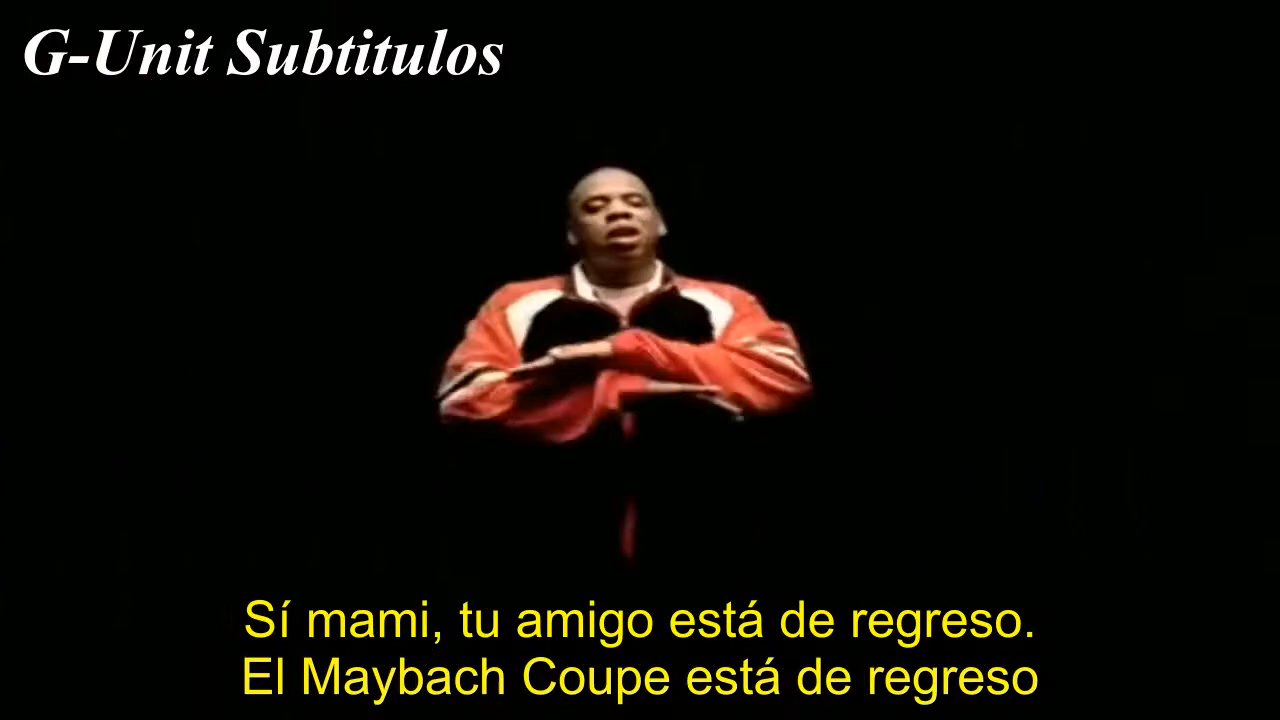 G-Unit Subtitulos
Sí mami, tu amigo está de regreso.
El Maybach Coupe está de regreso